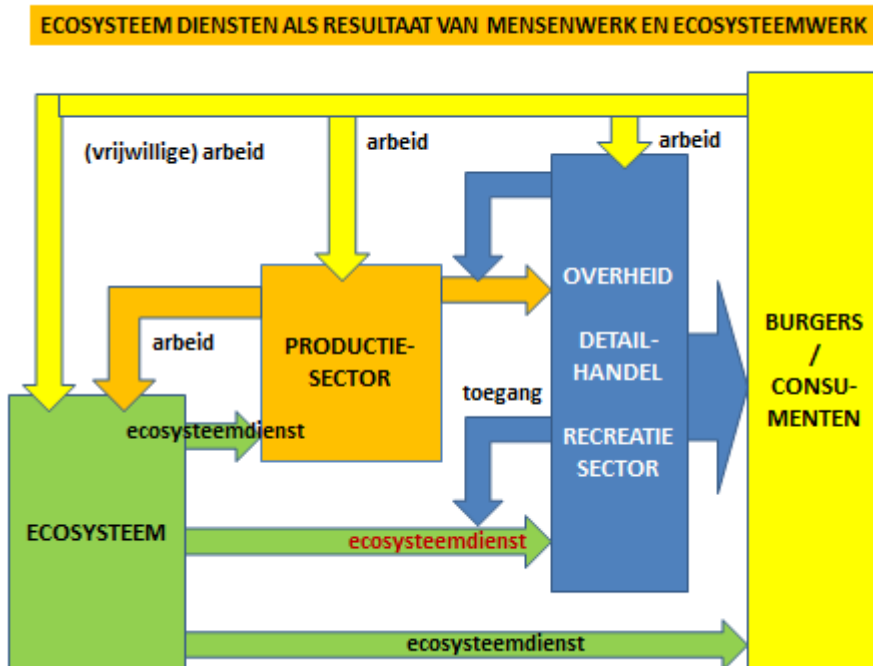 ECOSYSTEEM DIENSTEN ALS RESULTAAT VAN MENSENWERK EN ECOSYSTEEMWERK
(vrijwillige) arbeid
arbeid
arbeid
OVERHEID
DETAIL-
HANDEL
RECREATIE
SECTOR
BURGERS
/
CONSU-
MENTEN
PRODUCTIE-
SECTOR
arbeid
toegang
ecosysteemdienst
ECOSYSTEEM
ecosysteemdienst
ecosysteemdienst